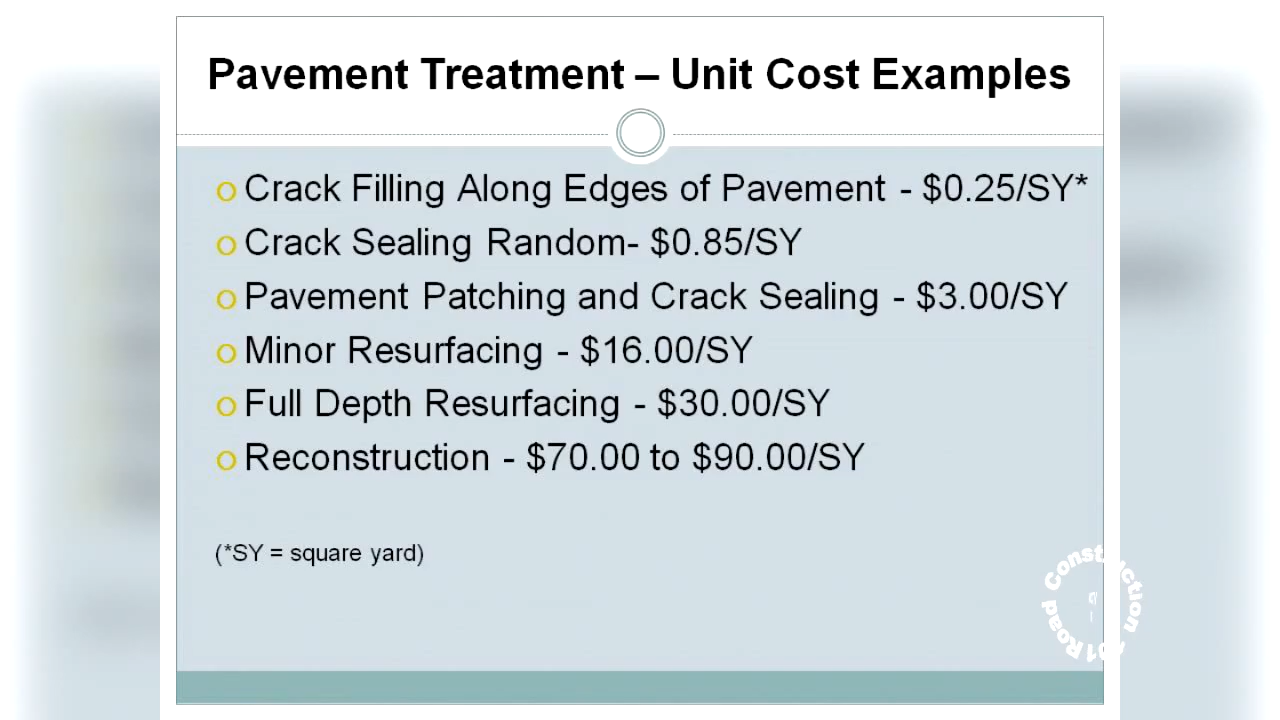 Pavement Treatment – Unit Cost Examples
o Crack Filling Along Edges of Pavement - $0.25/SY*
o Crack Sealing Random- $0.85/SY
o Pavement Patching and Crack Sealing - $3.00/SY
o Minor Resurfacing - $16.00/SY
o Full Depth Resurfacing - $30.00/SY
o Reconstruction - $70.00 to $90.00/SY
(*SY = square yard)
Road Construction